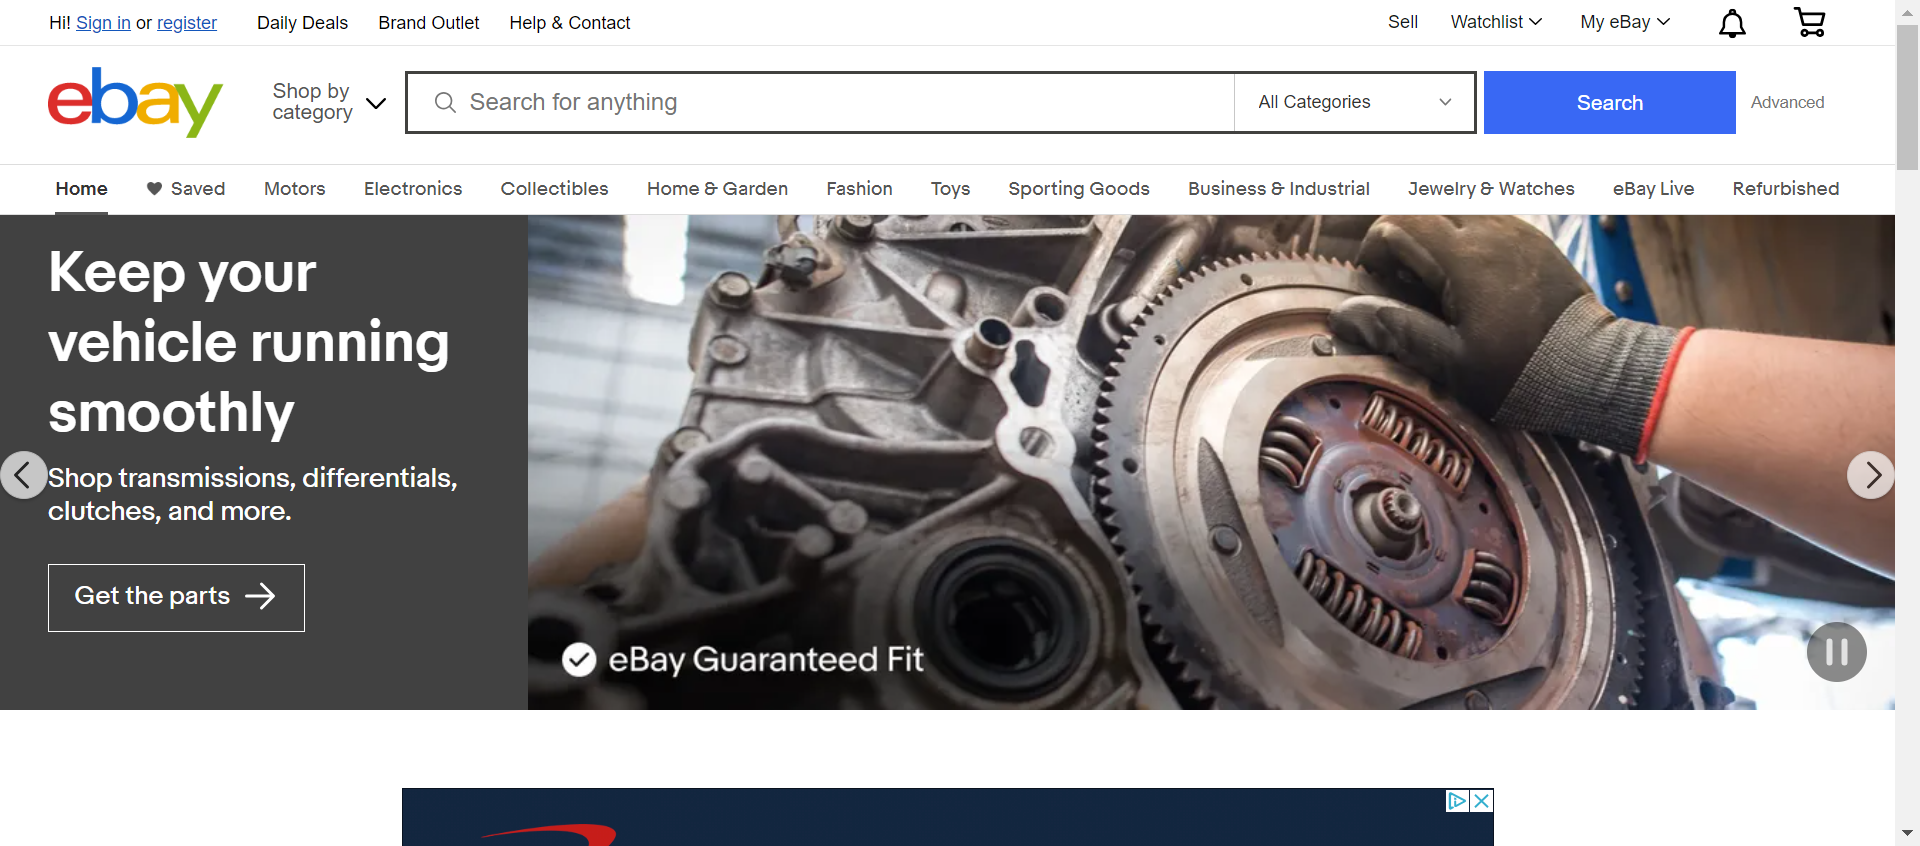 Hi! Sign in or register Daily Deals Brand Outlet Help & Contact Sell Watchlist My eBay
ebay
Shop by
category
Search for anything
All Categories
Search
Advanced
Home Saved Motors Electronics Collectibles Home & Garden Fashion Toys Sporting Goods Business & Industrial Jewelry & Watches eBay Live Refurbished
Keep your
vehicle running
smoothly
Shop transmissions, differentials,
clutches, and more.
Get the parts
eBay Guaranteed Fit